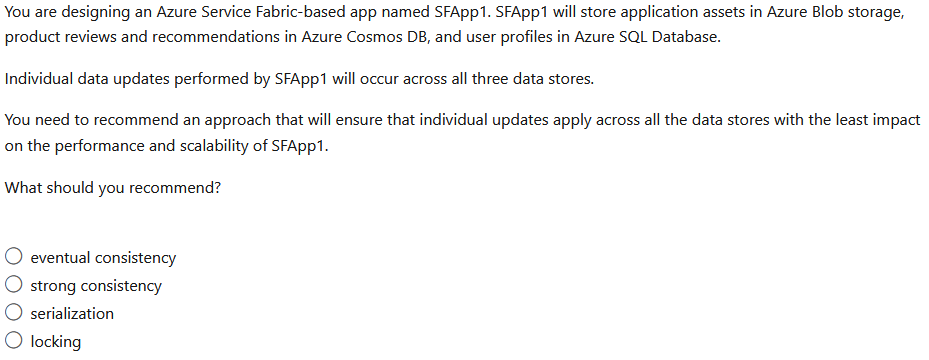 You are designing an Azure Service Fabric-based app named SFApp1. SFApp1 will store application assets in Azure Blob storage,
product reviews and recommendations in Azure Cosmos DB, and user profiles in Azure SQL Database.
Individual data updates performed by SFApp1 will occur across all three data stores.
You need to recommend an approach that will ensure that individual updates apply across all the data stores with the least impact
on the performance and scalability of SFApp1.
What should you recommend?
eventual consistency
strong consistency
serialization
locking